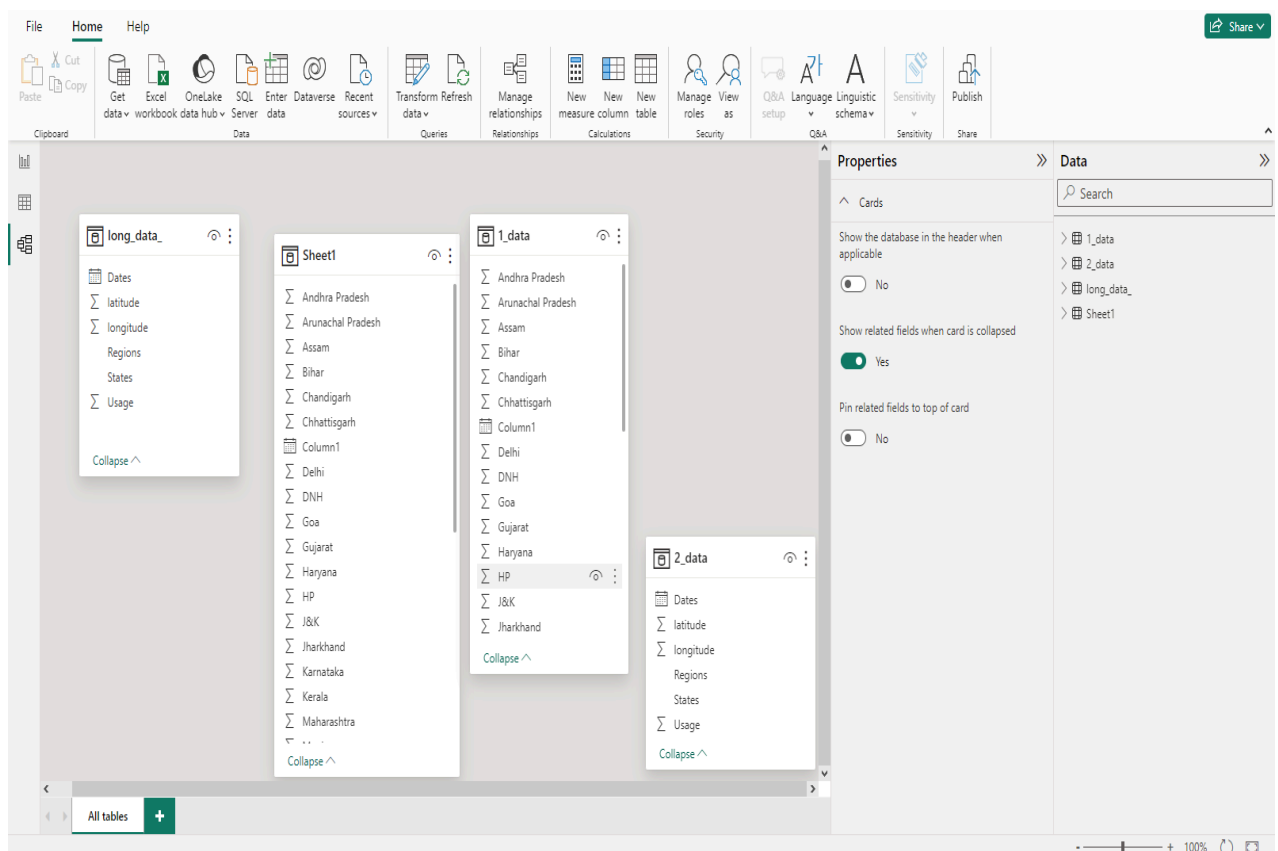 File Home Help Share
Cut
Copy
Paste
Get data
Excel workbook
OneLake data hub
SQL Server
Enter data
Dataverse
Recent sources
Transform data
Refresh
Manage relationships
New measure
New column
New table
Manage roles
View as
Q&A setup
Language
Linguistic schema
Sensitivity
Publish
Clipboard Data Queries Relationships Calculations Security Q&A Sensitivity Share
long_data_
Dates
latitude
longitude
Regions
States
Usage
Collapse
Sheet1
Andhra Pradesh
Arunachal Pradesh
Assam
Bihar
Chandigarh
Chhattisgarh
Column1
Delhi
DNH
Goa
Gujarat
Haryana
HP
J&K
Jharkhand
Karnataka
Kerala
Maharashtra
Collapse
1_data
Andhra Pradesh
Arunachal Pradesh
Assam
Bihar
Chandigarh
Chhattisgarh
Column1
Delhi
DNH
Goa
Gujarat
Haryana
HP
J&K
Jharkhand
Collapse
2_data
Dates
latitude
longitude
Regions
States
Usage
Collapse
Properties
Cards
Show the database in the header when
applicable
No
Show related fields when card is collapsed
Yes
Pin related fields to top of card
No
Data
Search
1_data
2_data
long_data_
Sheet1
All tables +
- + 100%